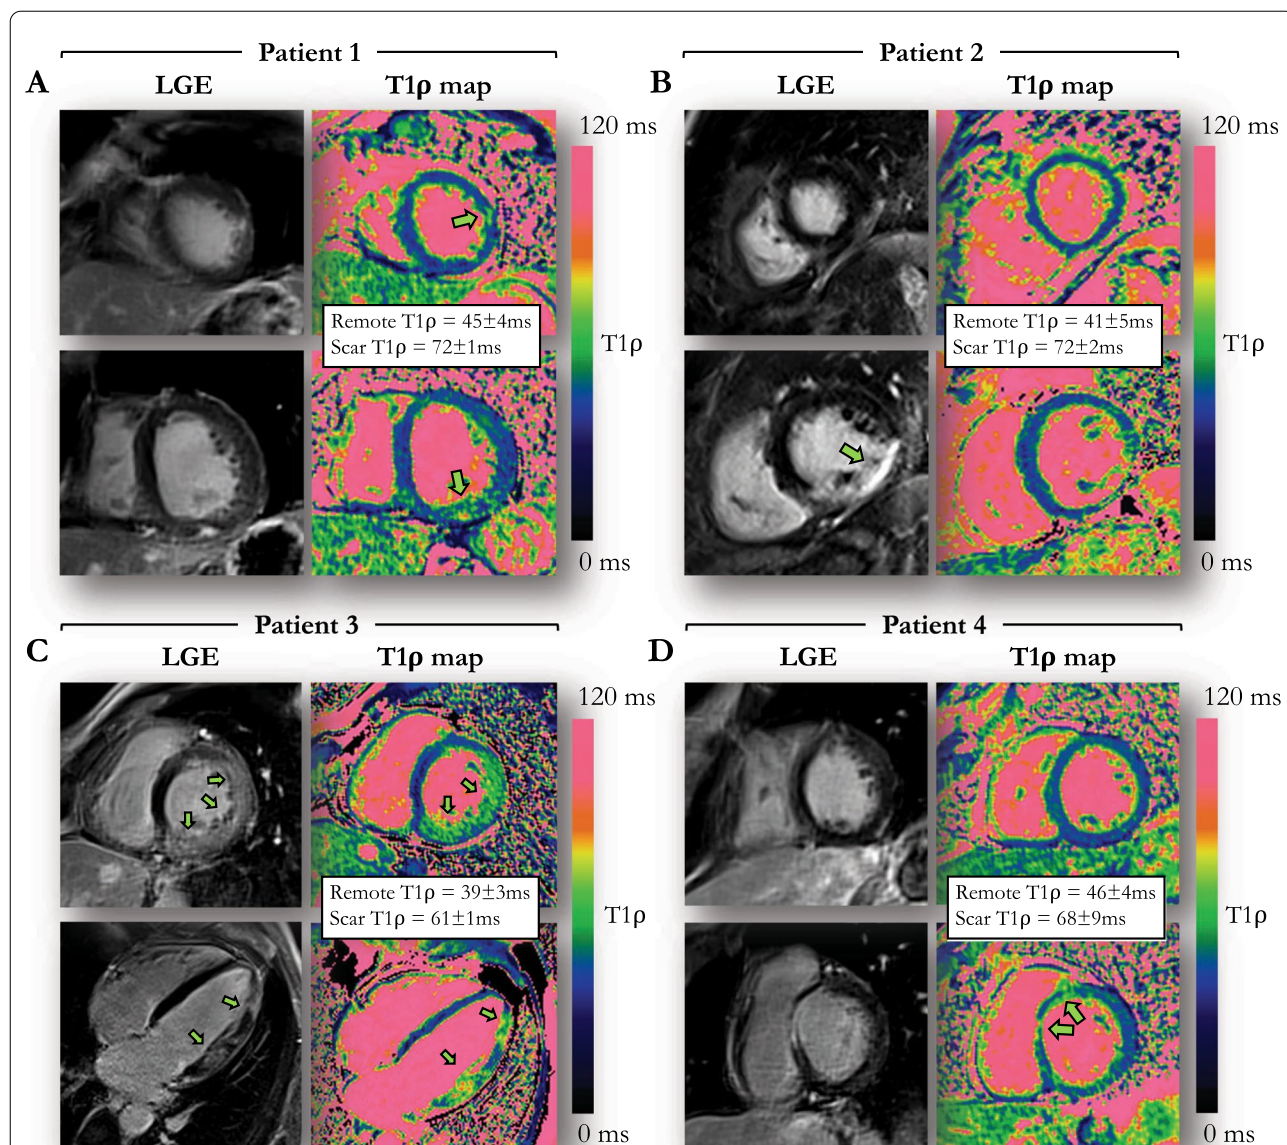 Patient 1
A
LGE
T1ρ map
120 ms
Remote T1ρ = 45±4ms
Scar T1ρ = 72±1ms
T1ρ
0 ms
Patient 2
B
LGE
T1ρ map
120 ms
Remote T1ρ = 41±5ms
Scar T1ρ = 72±2ms
T1ρ
0 ms
Patient 3
C
LGE
T1ρ map
120 ms
Remote T1ρ = 39±3ms
Scar T1ρ = 61±1ms
T1ρ
0 ms
Patient 4
D
LGE
T1ρ map
120 ms
Remote T1ρ = 46±4ms
Scar T1ρ = 68±9ms
T1ρ
0 ms